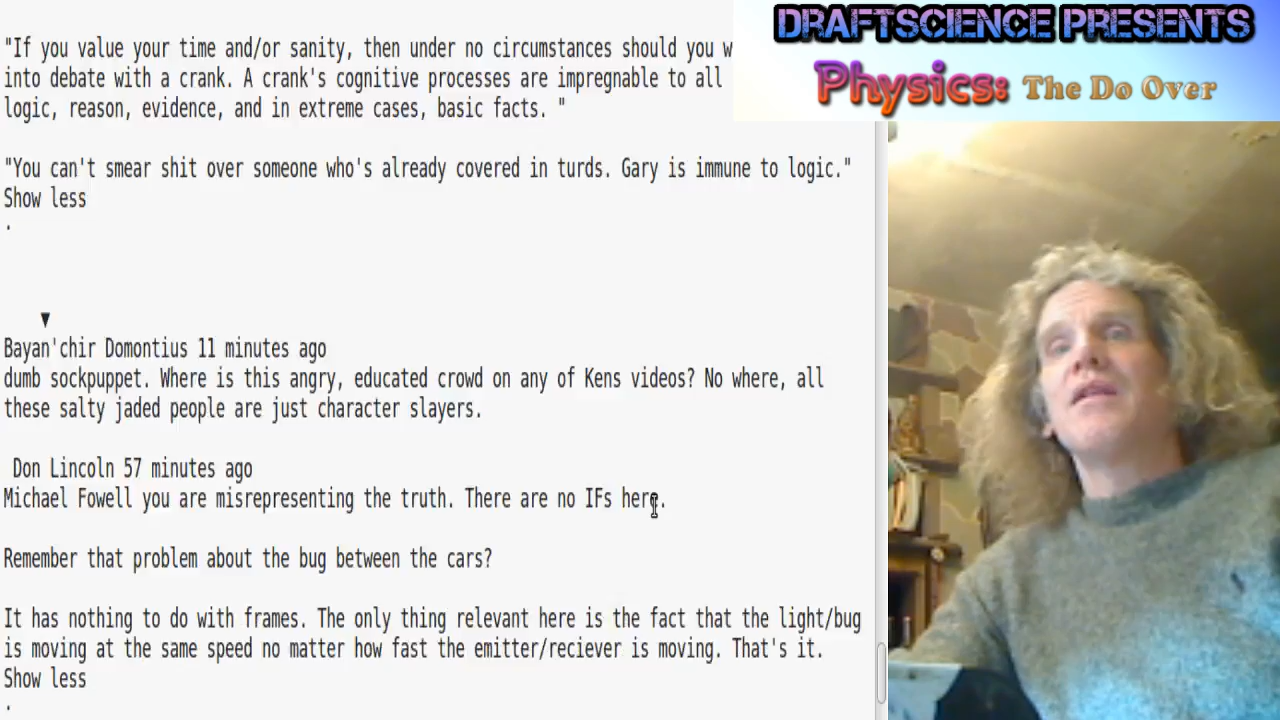 DRAFTSCIENCE PRESENTS
Physics: The Do Over
"If you value your time and/or sanity, then under no circumstances should you w
into debate with a crank. A crank's cognitive processes are impregnable to all
logic, reason, evidence, and in extreme cases, basic facts. "
"You can't smear shit over someone who's already covered in turds. Gary is immune to logic."
Show less
.
Bayan'chir Domontius 11 minutes ago
dumb sockpuppet. Where is this angry, educated crowd on any of Kens videos? No where, all
these salty jaded people are just character slayers.
Don Lincoln 57 minutes ago
Michael Fowell you are misrepresenting the truth. There are no IFs here.
Remember that problem about the bug between the cars?
It has nothing to do with frames. The only thing relevant here is the fact that the light/bug
is moving at the same speed no matter how fast the emitter/reciever is moving. That's it.
Show less
.